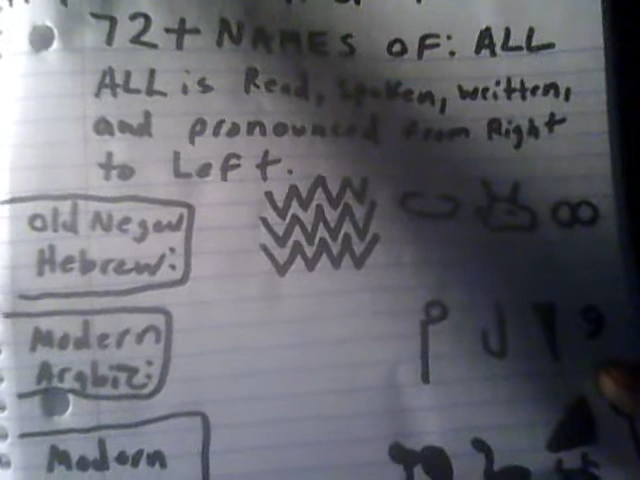 72+ NAMES OF: ALL
ALL is Read, Spoken, written,
and pronounced from Right
to Left.
Old Negev
Hebrew:
Modern
Arabic:
Modern